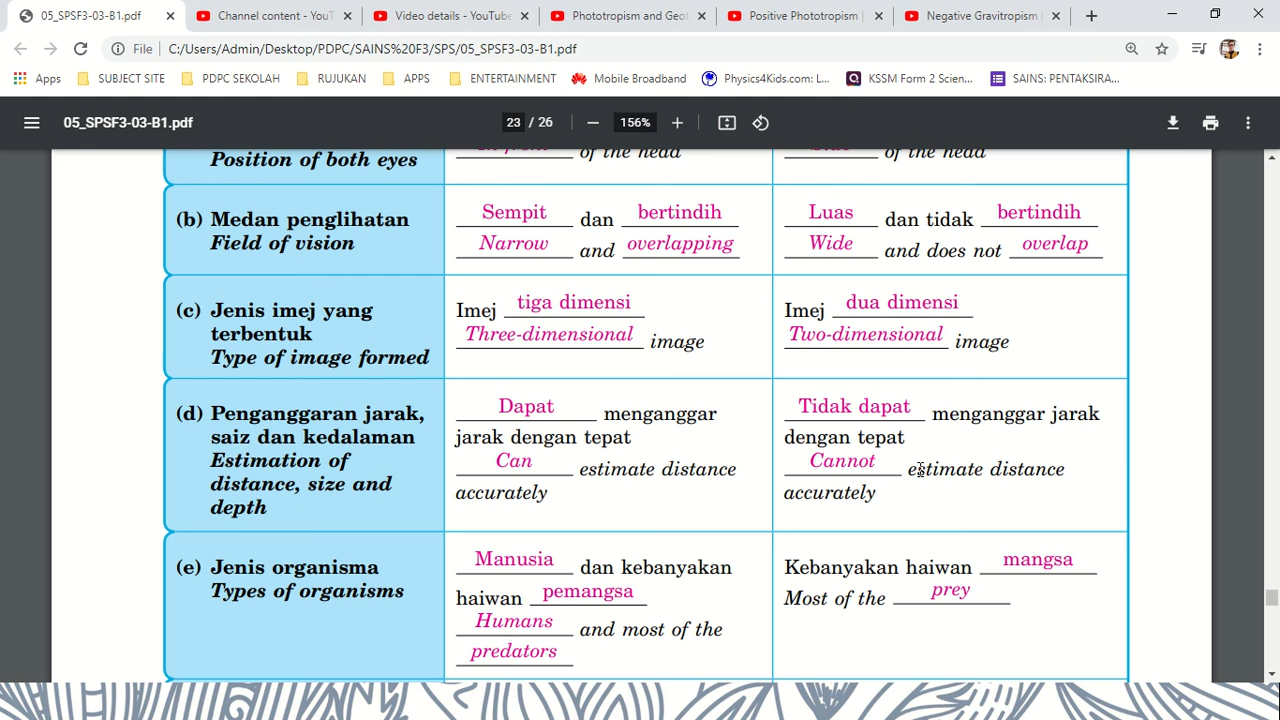 05_SPSF3-03-B1.pdf
Channel content - YouT
Video details - YouTube
Phototropism and Geot
Positive Phototropism |
Negative Gravitropism |
File C:/Users/Admin/Desktop/PDPC/SAINS%20F3/SPS/05_SPSF3-03-B1.pdf
Apps SUBJECT SITE PDPC SEKOLAH RUJUKAN APPS ENTERTAINMENT Mobile Broadband Physics4Kids.com: L... KSSM Form 2 Scien... SAINS: PENTAKSIRA...
05_SPSF3-03-B1.pdf 23 / 26 156%
Position of both eyes
of the head
of the head
(b) Medan penglihatan
Field of vision
Sempit dan bertindih
Narrow and overlapping
Luas dan tidak bertindih
Wide and does not overlap
(c) Jenis imej yang
terbentuk
Type of image formed
Imej tiga dimensi
Three-dimensional image
Imej dua dimensi
Two-dimensional image
(d) Penganggaran jarak,
saiz dan kedalaman
Estimation of
distance, size and
depth
Dapat menganggar
jarak dengan tepat
Can estimate distance
accurately
Tidak dapat menganggar jarak
dengan tepat
Cannot estimate distance
accurately
(e) Jenis organisma
Types of organisms
Manusia dan kebanyakan
haiwan pemangsa
Humans and most of the
predators
Kebanyakan haiwan mangsa
Most of the prey